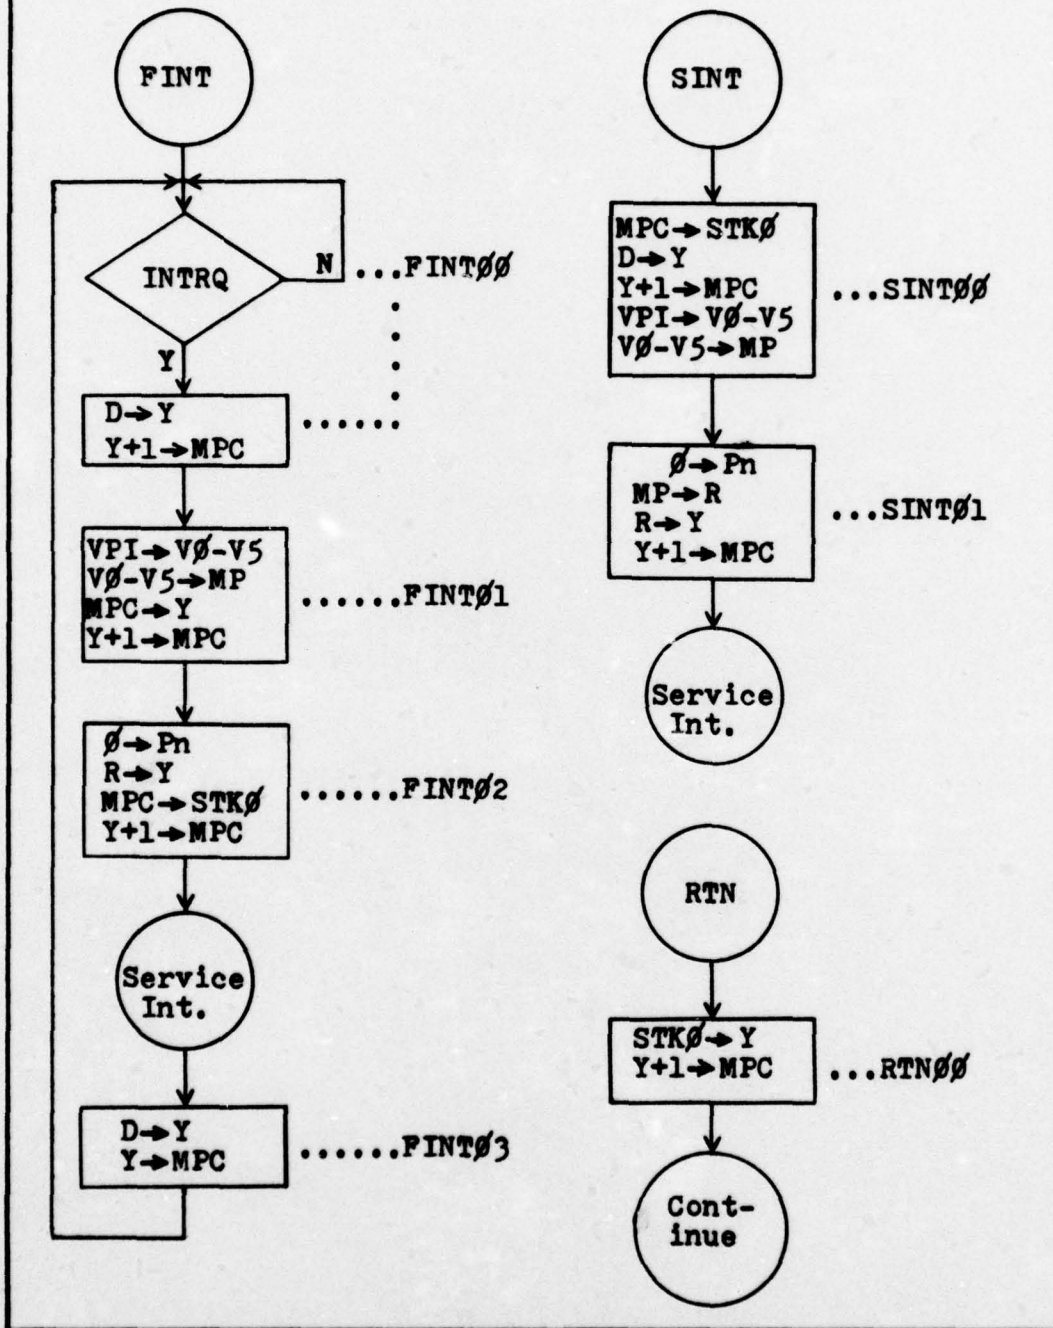 FINT
INTRQ
N
...FINTØØ
Y
D→Y
Y+1→MPC
VPI→VØ-V5
VØ-V5→MP
MPC→Y
Y+1→MPC
......FINTØ1
Ø→Pn
R→Y
MPC→STKØ
Y+1→MPC
......FINTØ2
Service
Int.
D→Y
Y→MPC
......FINTØ3
SINT
MPC→STKØ
D→Y
Y+1→MPC
VPI→VØ-V5
VØ-V5→MP
...SINTØØ
Ø→Pn
MP→R
R→Y
Y+1→MPC
...SINTØ1
Service
Int.
RTN
STKØ→Y
Y+1→MPC
...RTNØØ
Cont-
inue